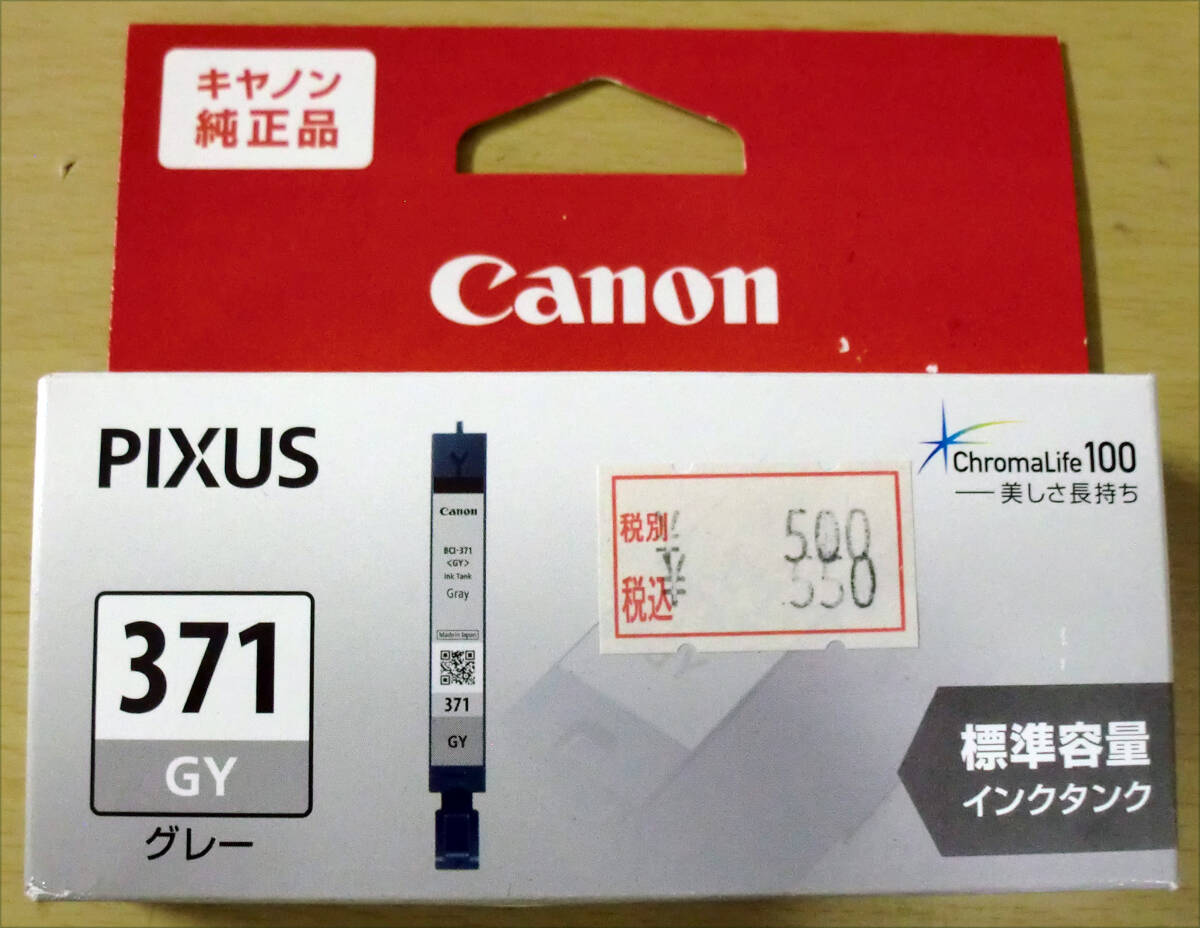 キヤノン
純正品
Canon
PIXUS
ChromaLife100
美しさ長持ち
Y
Canon
BCI-371
<GY>
Ink Tank
Gray
Made in Japan
371
GY
税別 ¥ 500
税込 ¥ 550
371
GY
グレー
標準容量
インクタンク